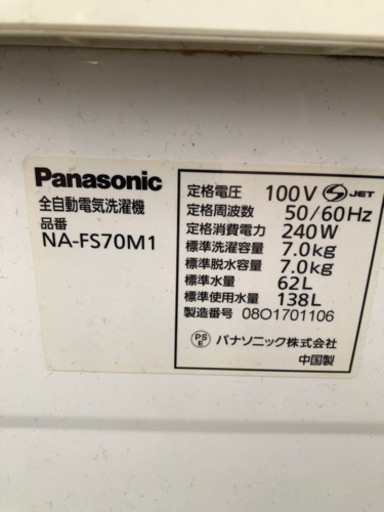 Panasonic
全自動電気洗濯機
品番
NA-FS70M1
定格電圧 100V S JET
定格周波数 50/60Hz
定格消費電力 240W
標準洗濯容量 7.0kg
標準脱水容量 7.0kg
標準水量 62L
標準使用水量 138L
製造番号 08O1701106
PS E パナソニック株式会社
中国製